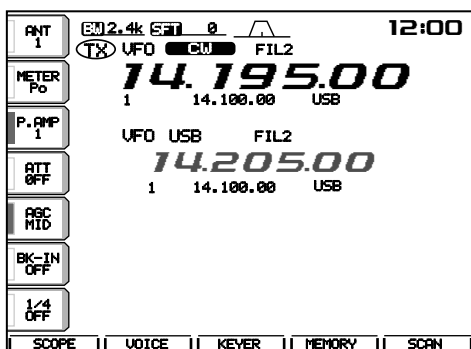 ANT
1
BW 2.4k SFT 0
12:00
TX VFO CW FIL2
METER
Po
14.195.00
1 14.100.00 USB
P.AMP
1
VFO USB FIL2
14.205.00
1 14.100.00 USB
ATT
OFF
AGC
MID
BK-IN
OFF
1/4
OFF
SCOPE VOICE KEYER MEMORY SCAN